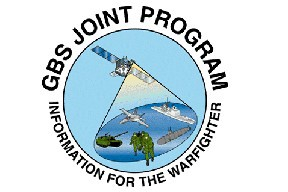 GBS JOINT PROGRAM
INFORMATION FOR THE WARFIGHTER